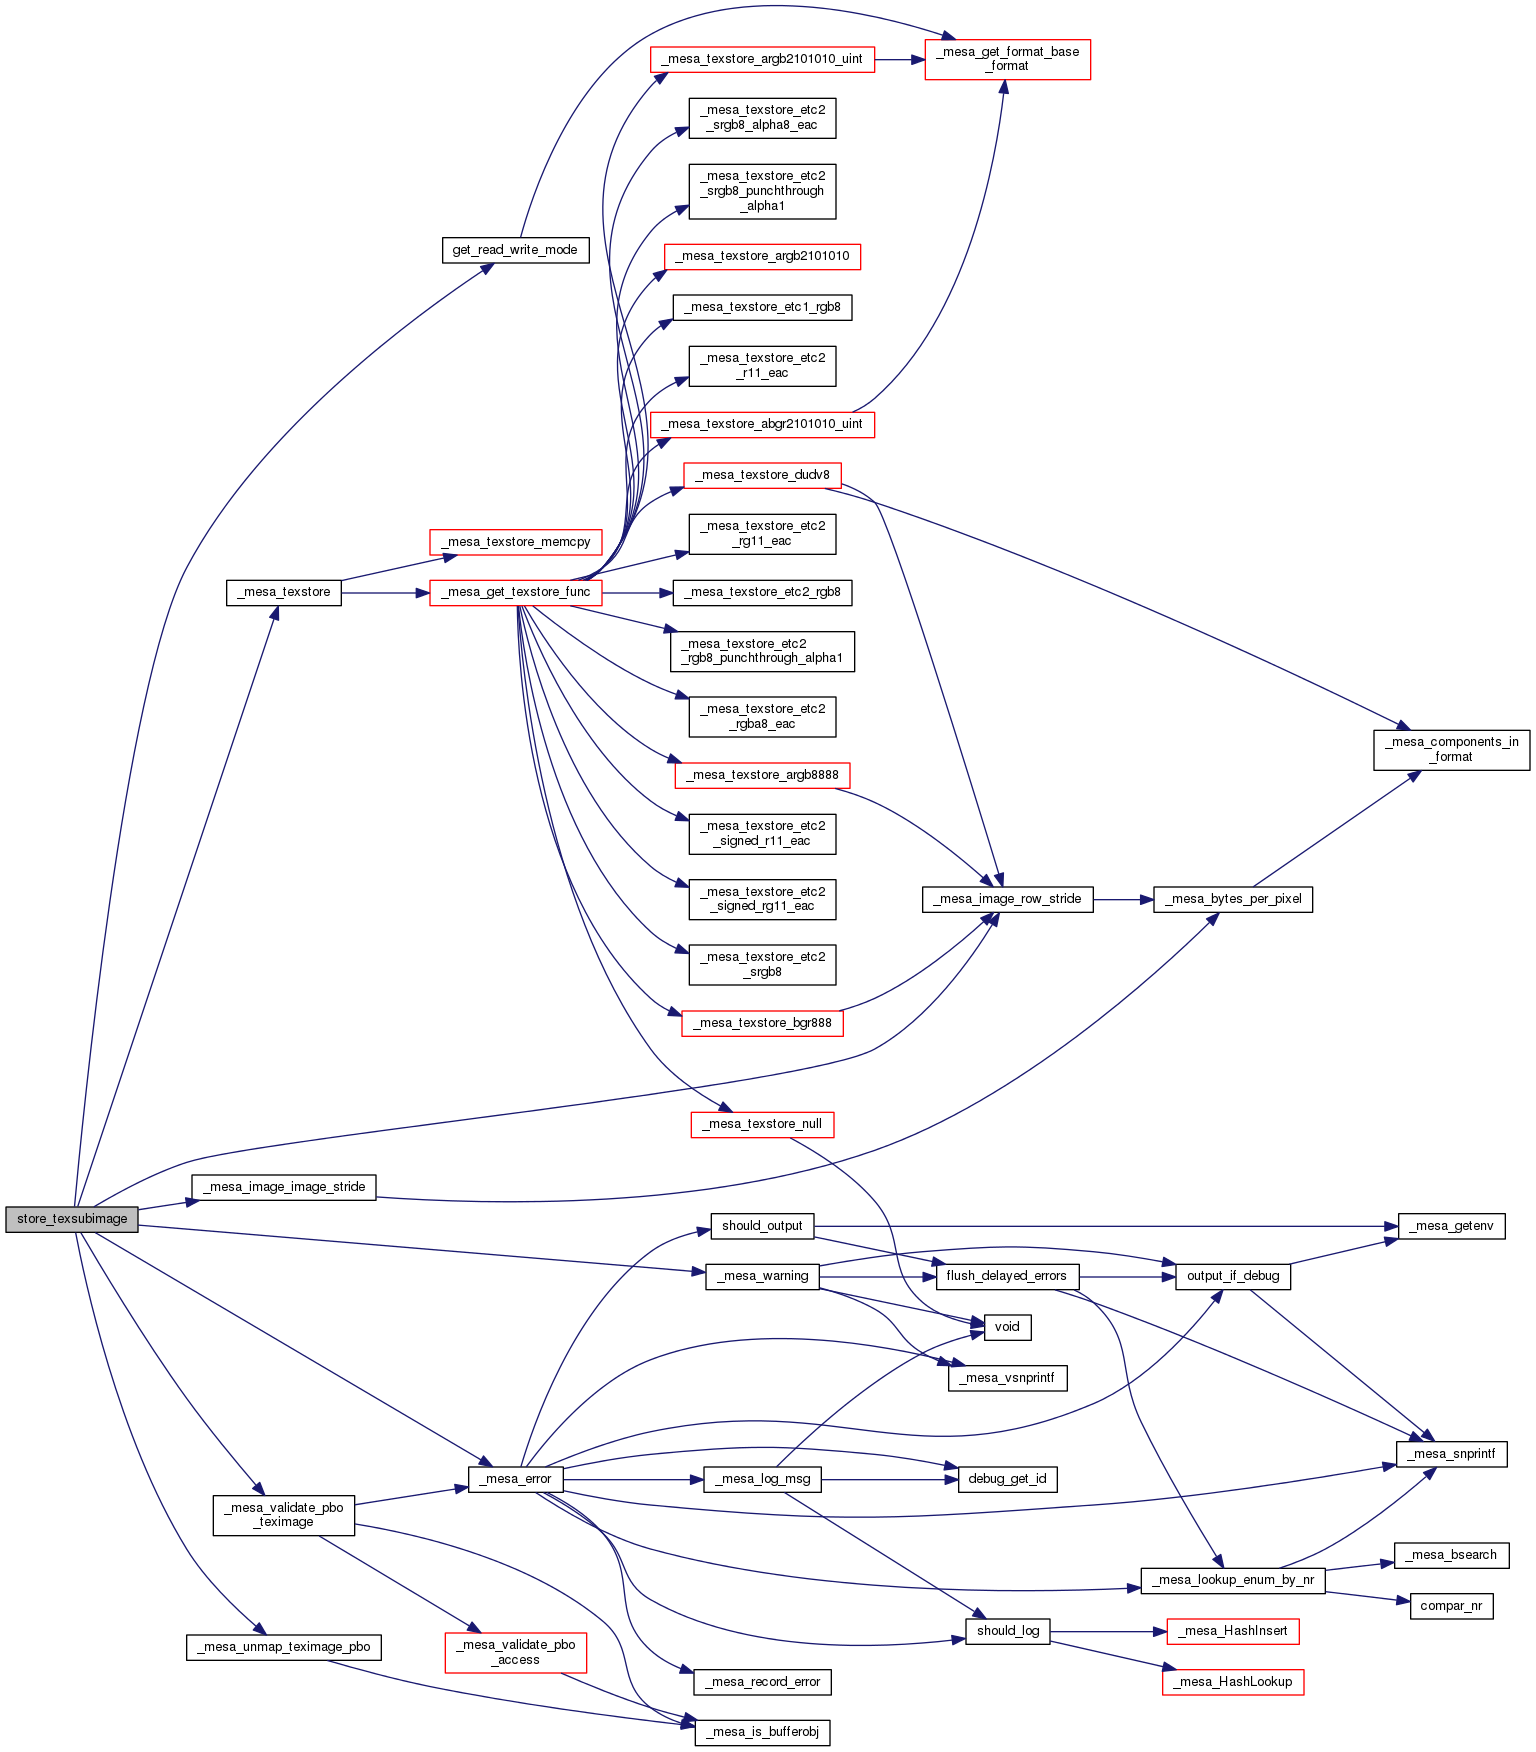 _mesa_texstore_argb2101010_uint
_mesa_get_format_base
_format
_mesa_texstore_etc2
_srgb8_alpha8_eac
_mesa_texstore_etc2
_srgb8_punchthrough
_alpha1
get_read_write_mode
_mesa_texstore_argb2101010
_mesa_texstore_etc1_rgb8
_mesa_texstore_etc2
_r11_eac
_mesa_texstore_abgr2101010_uint
_mesa_texstore_dudv8
_mesa_texstore_memcpy
_mesa_texstore_etc2
_rg11_eac
_mesa_texstore
_mesa_get_texstore_func
_mesa_texstore_etc2_rgb8
_mesa_texstore_etc2
_rgb8_punchthrough_alpha1
_mesa_texstore_etc2
_rgba8_eac
_mesa_components_in
_format
_mesa_texstore_argb8888
_mesa_texstore_etc2
_signed_r11_eac
_mesa_texstore_etc2
_signed_rg11_eac
_mesa_image_row_stride
_mesa_bytes_per_pixel
_mesa_texstore_etc2
_srgb8
_mesa_texstore_bgr888
_mesa_texstore_null
_mesa_image_image_stride
store_texsubimage
should_output
_mesa_getenv
_mesa_warning
flush_delayed_errors
output_if_debug
void
_mesa_vsnprintf
_mesa_snprintf
_mesa_error
_mesa_log_msg
debug_get_id
_mesa_validate_pbo
_teximage
_mesa_bsearch
_mesa_lookup_enum_by_nr
compar_nr
should_log
_mesa_HashInsert
_mesa_unmap_teximage_pbo
_mesa_validate_pbo
_access
_mesa_record_error
_mesa_HashLookup
_mesa_is_bufferobj